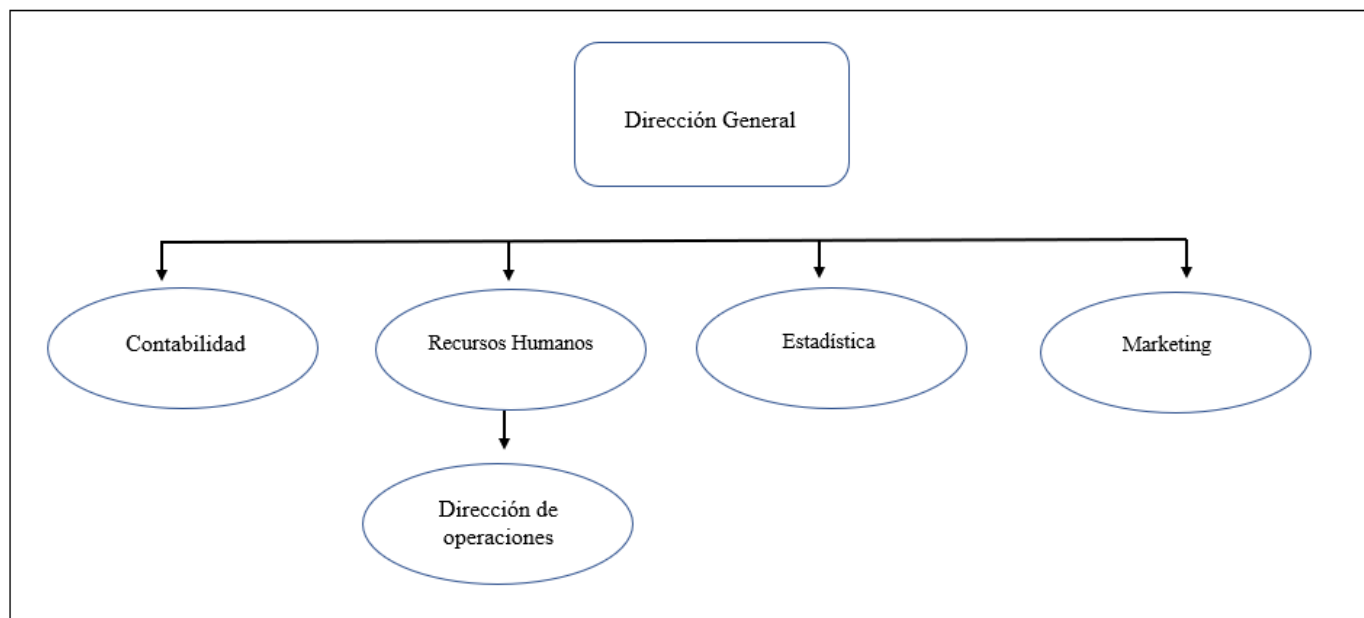 Dirección General
Contabilidad
Recursos Humanos
Estadística
Marketing
Dirección de
operaciones